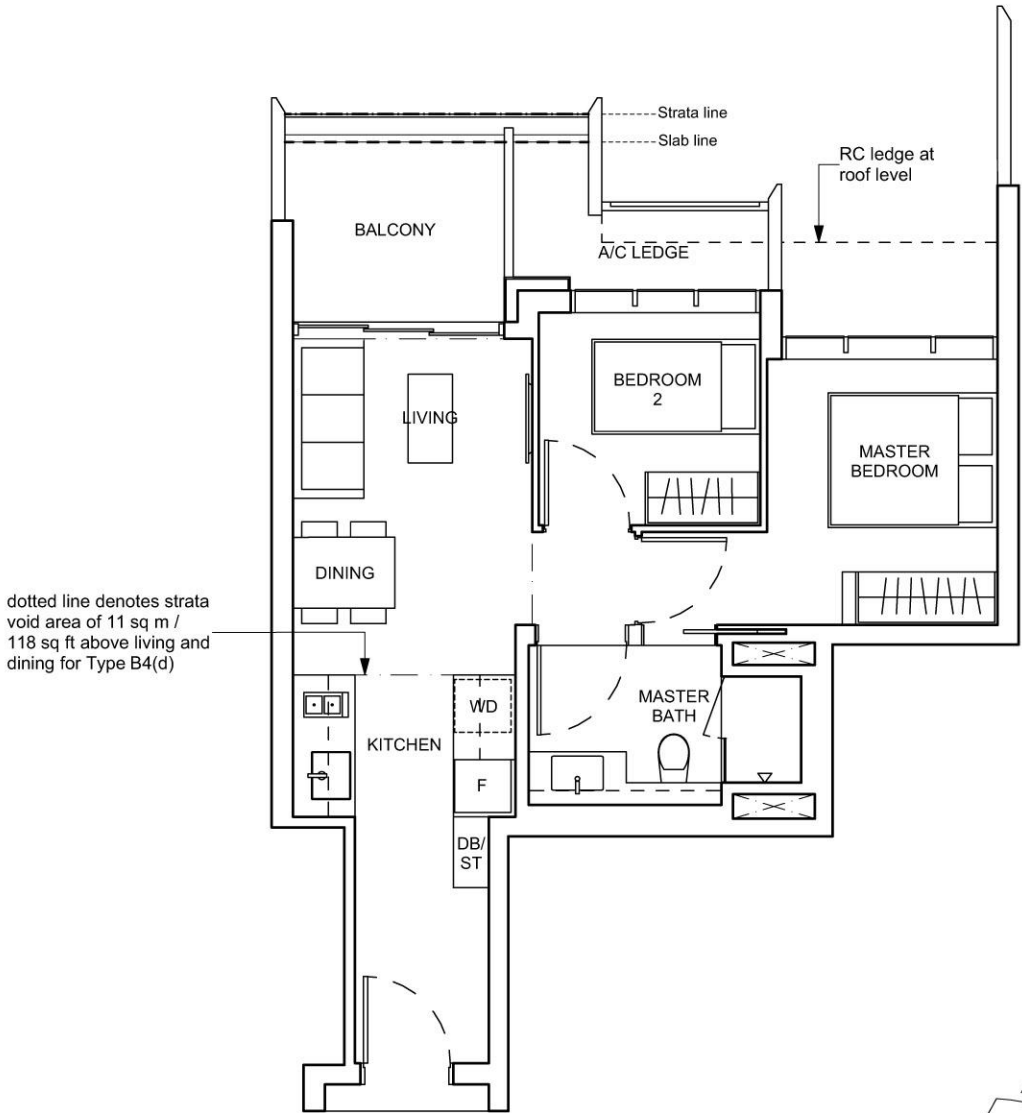 Strata line
Slab line
RC ledge at
roof level
BALCONY
A/C LEDGE
BEDROOM
2
LIVING
MASTER
BEDROOM
DINING
dotted line denotes strata
void area of 11 sq m /
118 sq ft above living and
dining for Type B4(d)
WD
MASTER
BATH
KITCHEN
F
DB/
ST